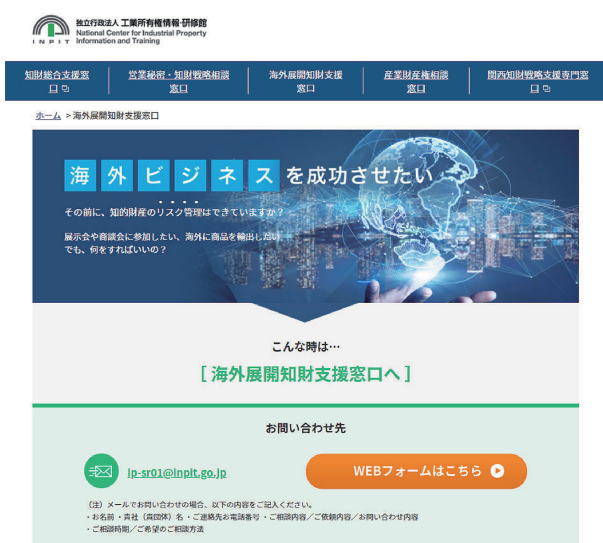 独立行政法人 工業所有権情報・研修館
National Center for Industrial Property
Information and Training
INPIT
知財総合支援窓
口
営業秘密・知財戦略相談
窓口
海外展開知財支援
窓口
産業財産権相談
窓口
関西知財戦略支援専門窓
口
ホーム > 海外展開知財支援窓口
海外ビジネスを成功させたい
その前に、知的財産のリスク管理はできていますか？
展示会や商談会に参加したい、海外に商品を輸出したい
でも、何をすればいいの？
こんな時は…
[ 海外展開知財支援窓口へ ]
お問い合わせ先
ip-sr01@inpit.go.jp
WEBフォームはこちら
（注）メールでお問い合わせの場合、以下の内容をご記入ください。
・お名前・貴社（貴団体）名・ご連絡先お電話番号・ご相談内容／ご依頼内容／お問い合わせ内容
・ご相談時期／ご希望のご相談方法